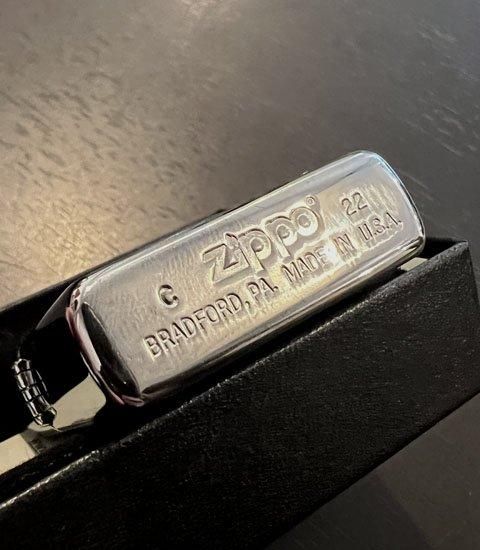 C Zippo® 22
BRADFORD, PA. MADE IN U.S.A.